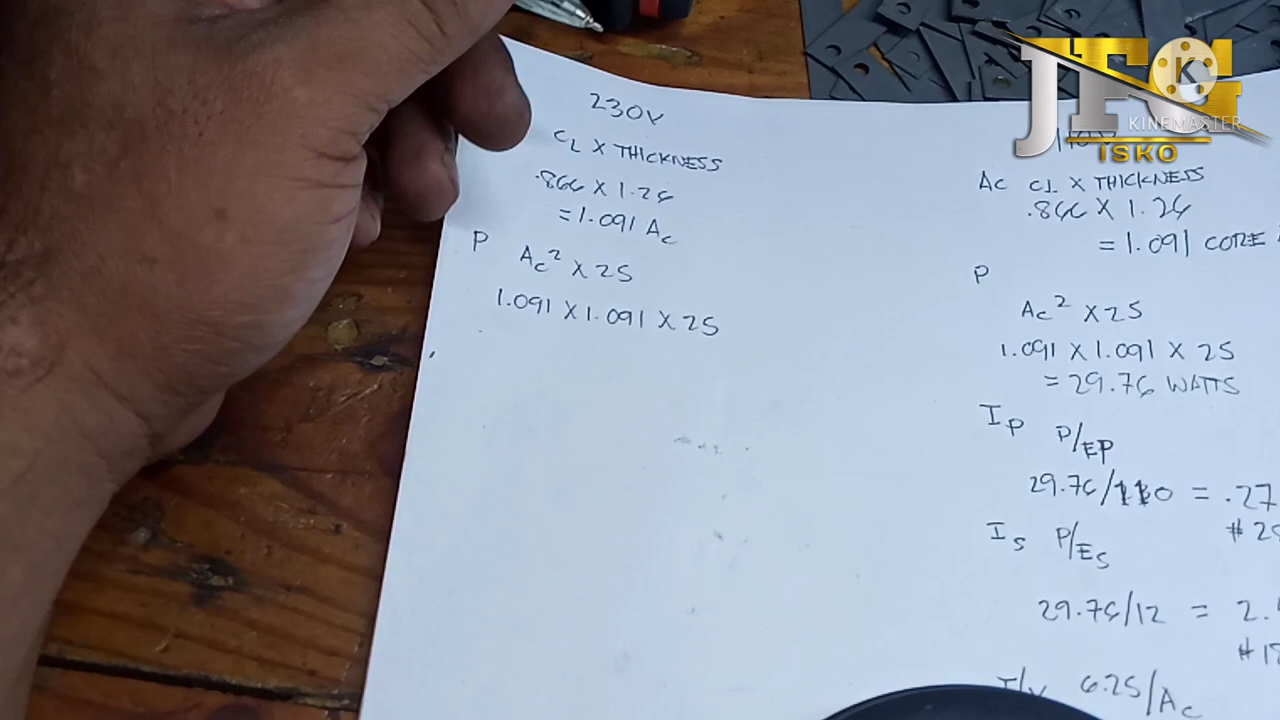 230V
CL X THICKNESS
.866 X 1.26
=1.091 Ac
P Ac² X 25
1.091 X 1.091 X 25
JFG
KINEMASTER
ISKO
Ac CL X THICKNESS
.866 X 1.26
= 1.091 CORE
P
Ac² X 25
1.091 X 1.091 X 25
= 29.76 WATTS
IP P/EP
29.76/110 = .27
IS P/ES
29.76/12 = 2.
T/V 6.25/Ac